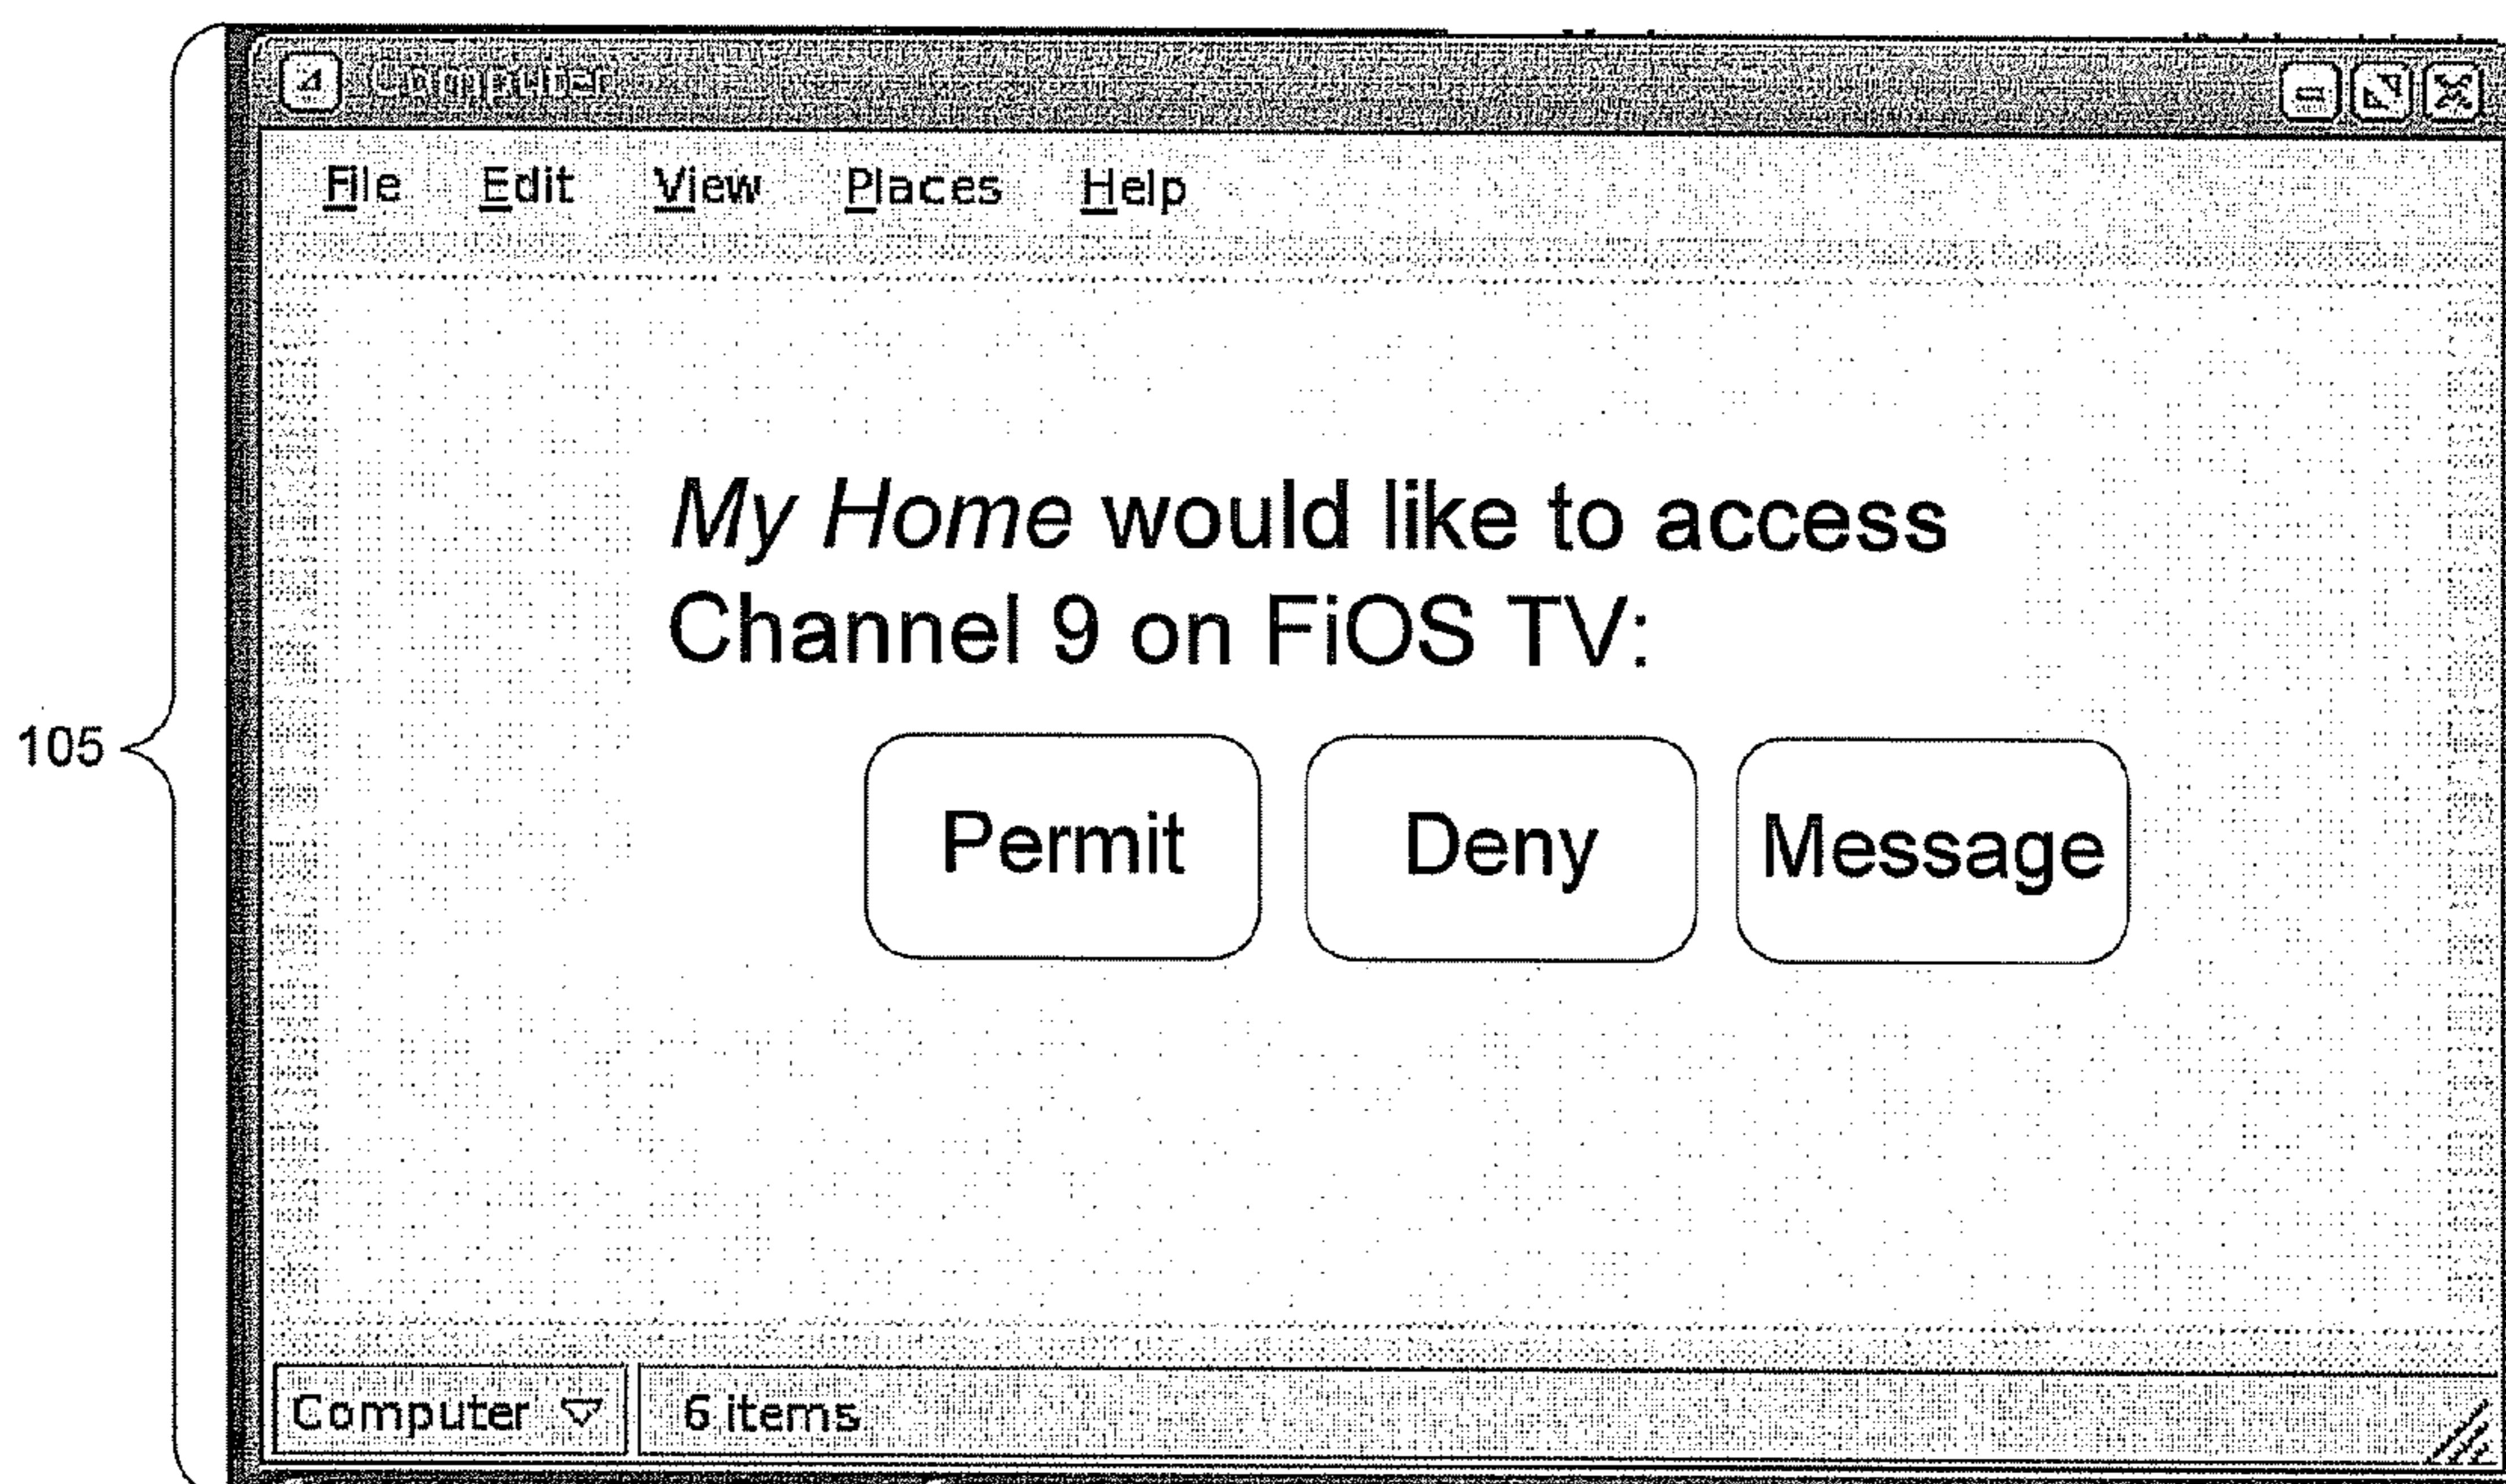 Computer
File Edit View Places Help
My Home would like to access
Channel 9 on FiOS TV:
105
Permit Deny Message
Computer 6 items